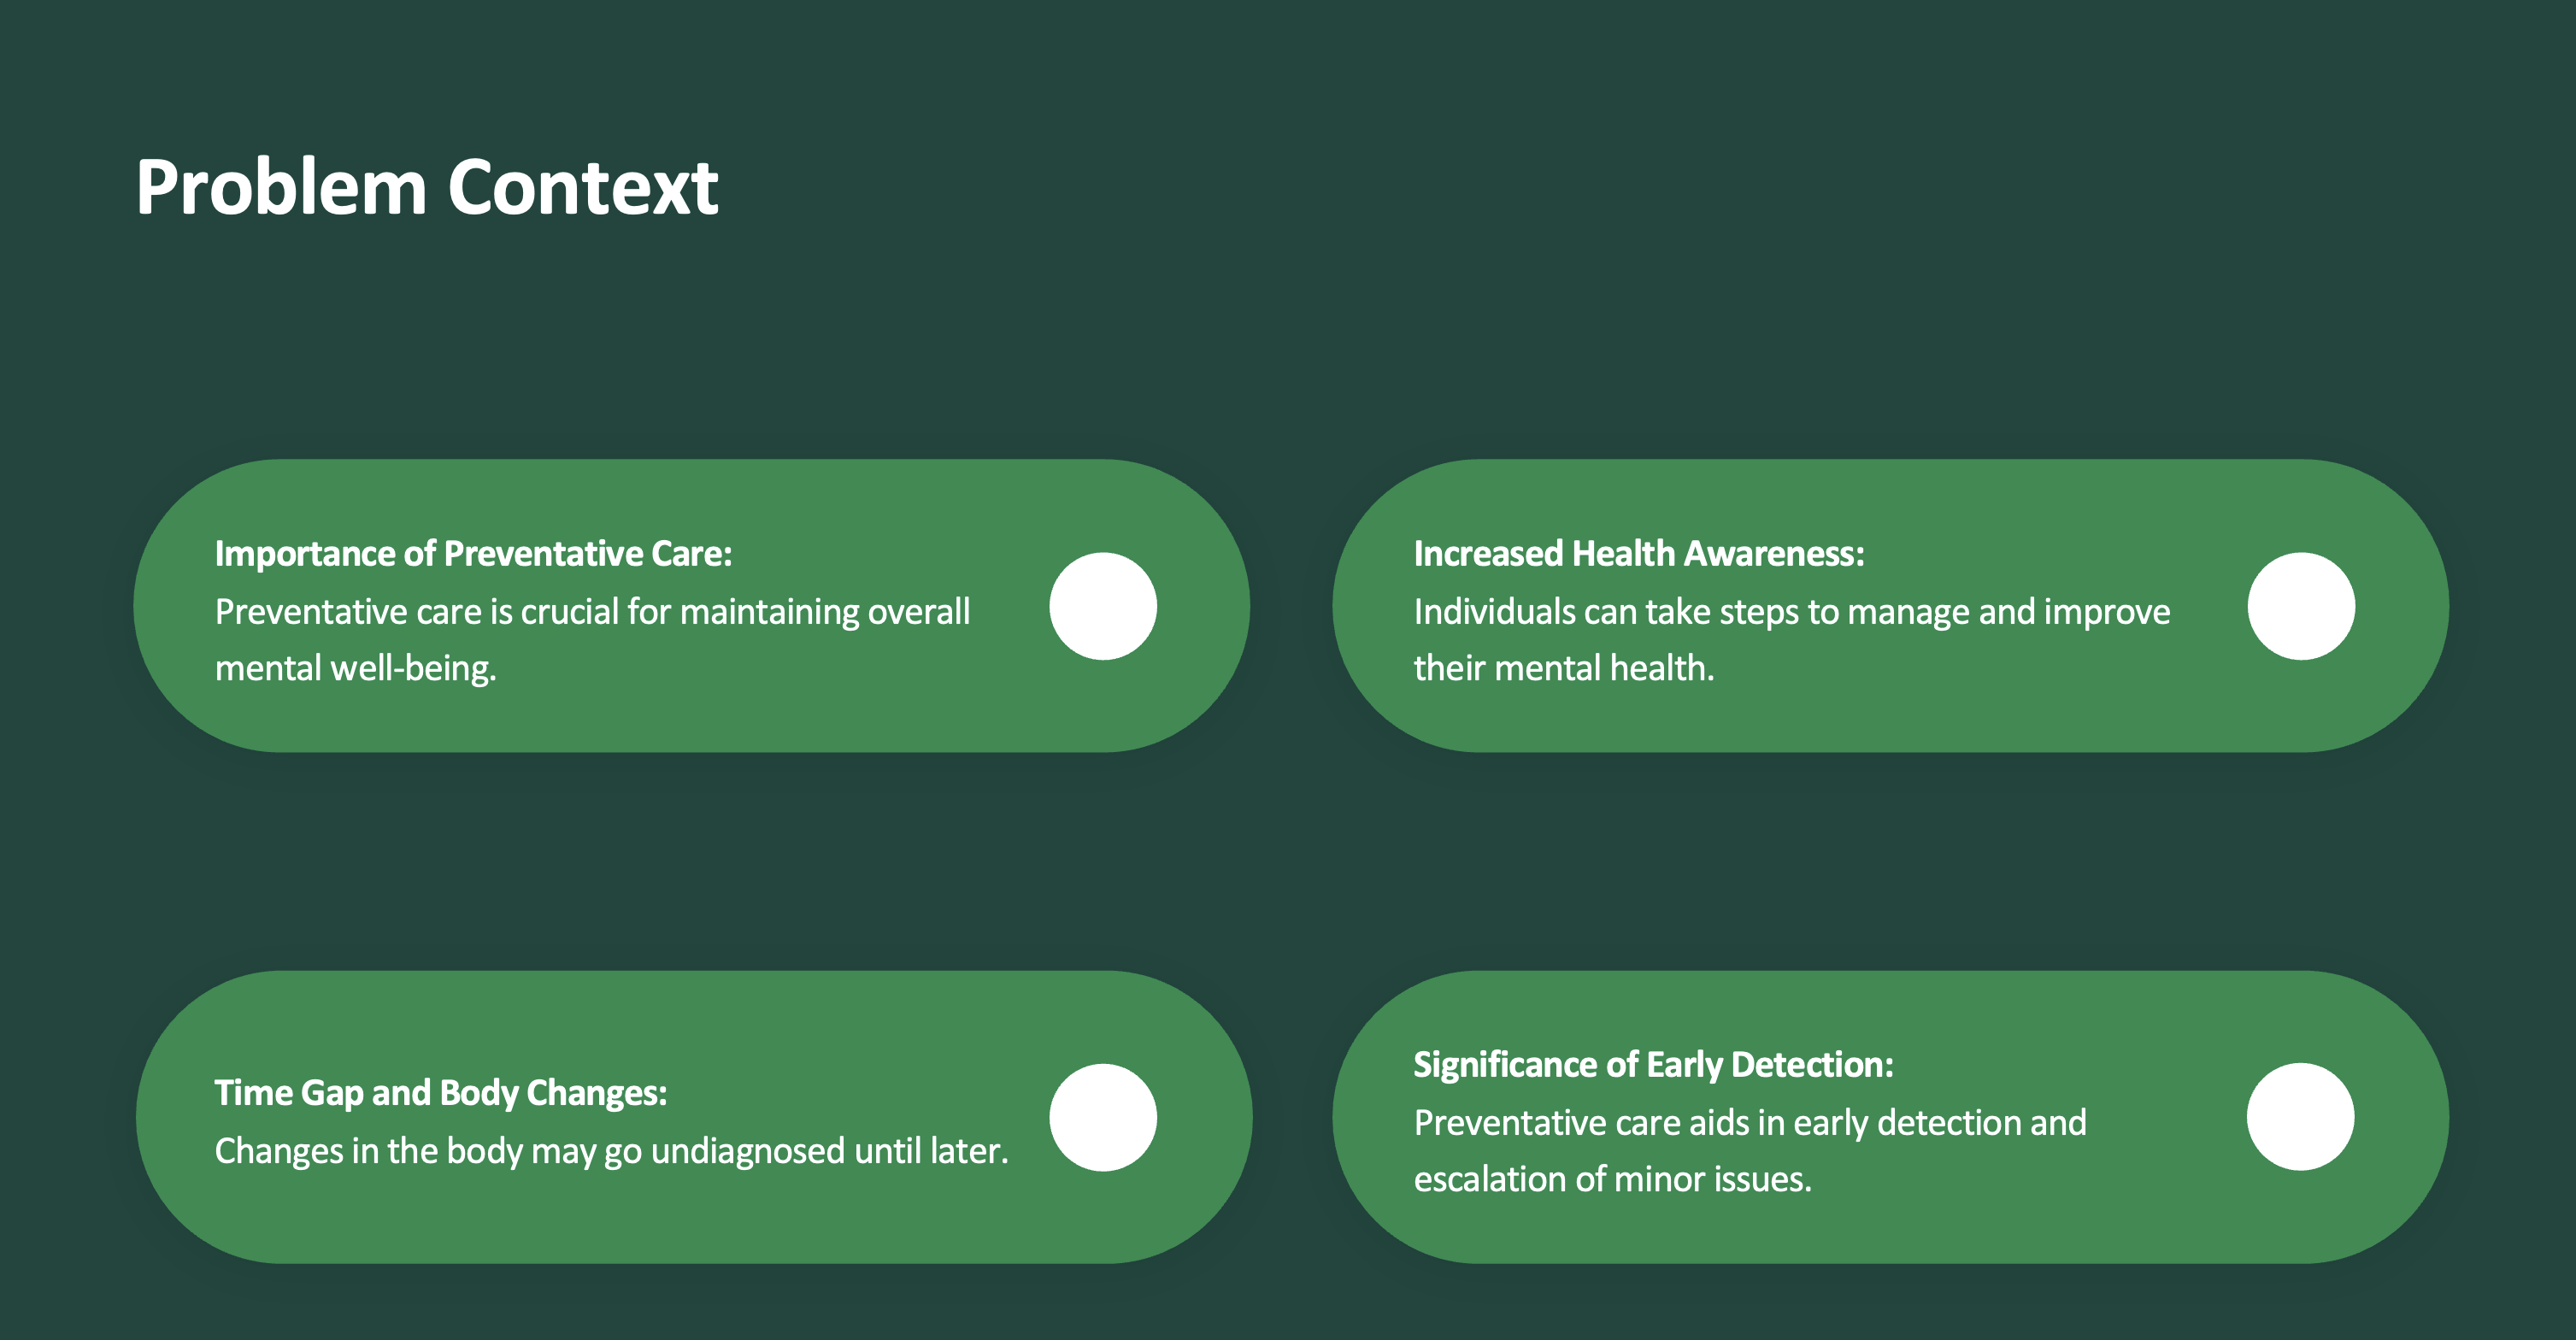 Problem Context
Importance of Preventative Care:
Preventative care is crucial for maintaining overall
mental well-being.
Increased Health Awareness:
Individuals can take steps to manage and improve
their mental health.
Time Gap and Body Changes:
Changes in the body may go undiagnosed until later.
Significance of Early Detection:
Preventative care aids in early detection and
escalation of minor issues.